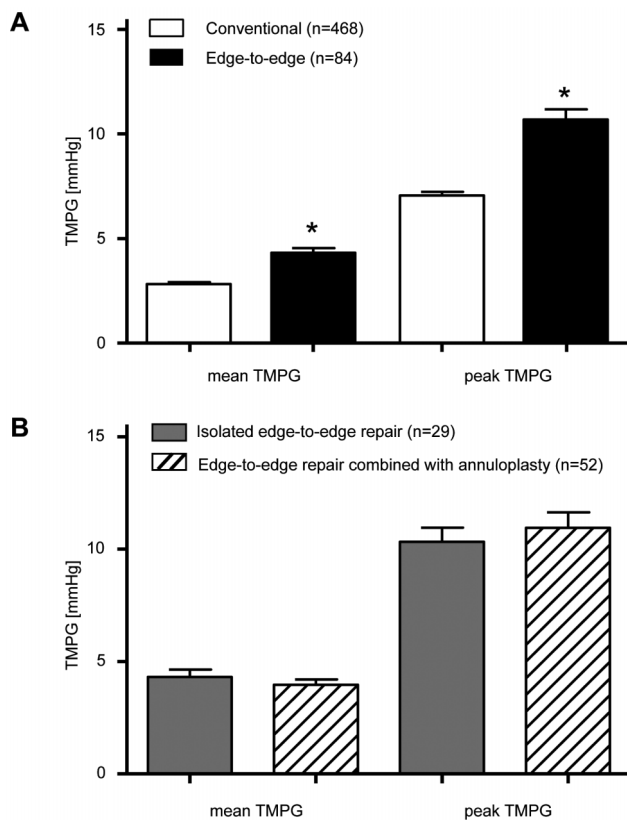 A
15
10
5
0
TMPG [mmHg]
Conventional (n=468)
Edge-to-edge (n=84)
*
*
mean TMPG
peak TMPG
B
15
10
5
0
TMPG [mmHg]
Isolated edge-to-edge repair (n=29)
Edge-to-edge repair combined with annuloplasty (n=52)
mean TMPG
peak TMPG